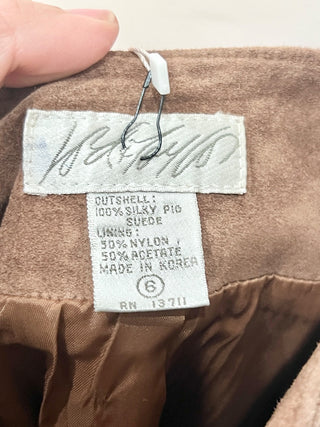 OUTSHELL:
100% SILKY PIG
SUEDE
LINING:
50% NYLON,
50% ACETATE
MADE IN KOREA
6
RN 13711